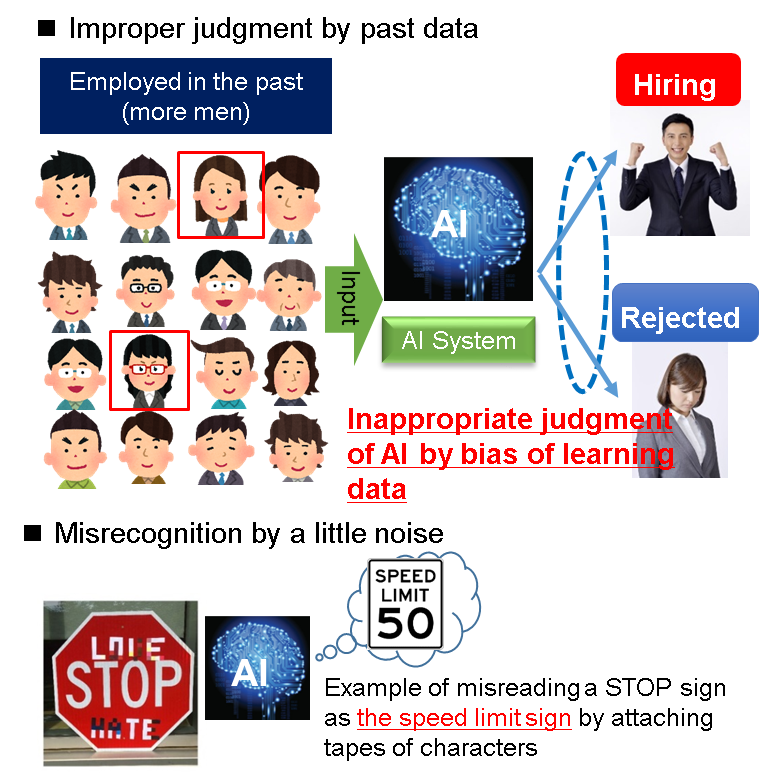 ■ Improper judgment by past data
Employed in the past
(more men)
Hiring
AI
Input
Rejected
AI System
Inappropriate judgment
of AI by bias of learning
data
■ Misrecognition by a little noise
SPEED
LIMIT
50
LOVE
STOP
HATE
AI
Example of misreading a STOP sign
as the speed limit sign by attaching
tapes of characters